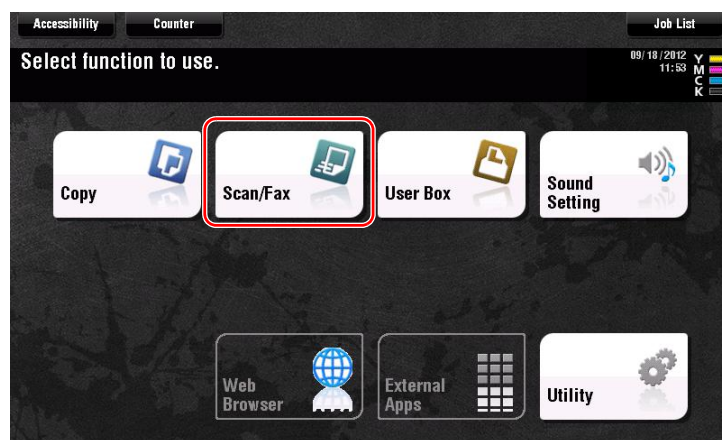 Accessibility Counter Job List
Select function to use.
09/18/2012
11:53
Y
M
C
K
Copy
Scan/Fax
User Box
Sound
Setting
Web
Browser
External
Apps
Utility